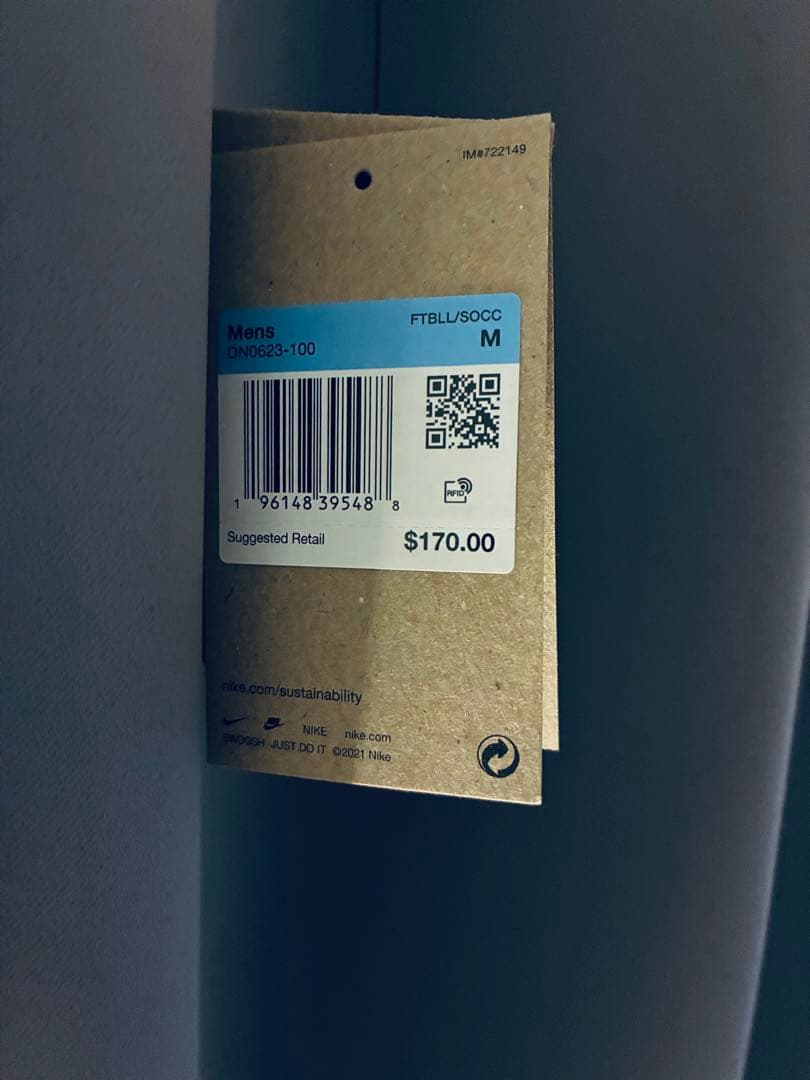 IM#722149
FTBLL/SOCC
Mens
M
DN0623-100
1 96148 39548 8
RFID
Suggested Retail $170.00
nike.com/sustainability
NIKE nike.com
SWOOSH JUST DO IT ©2021 Nike